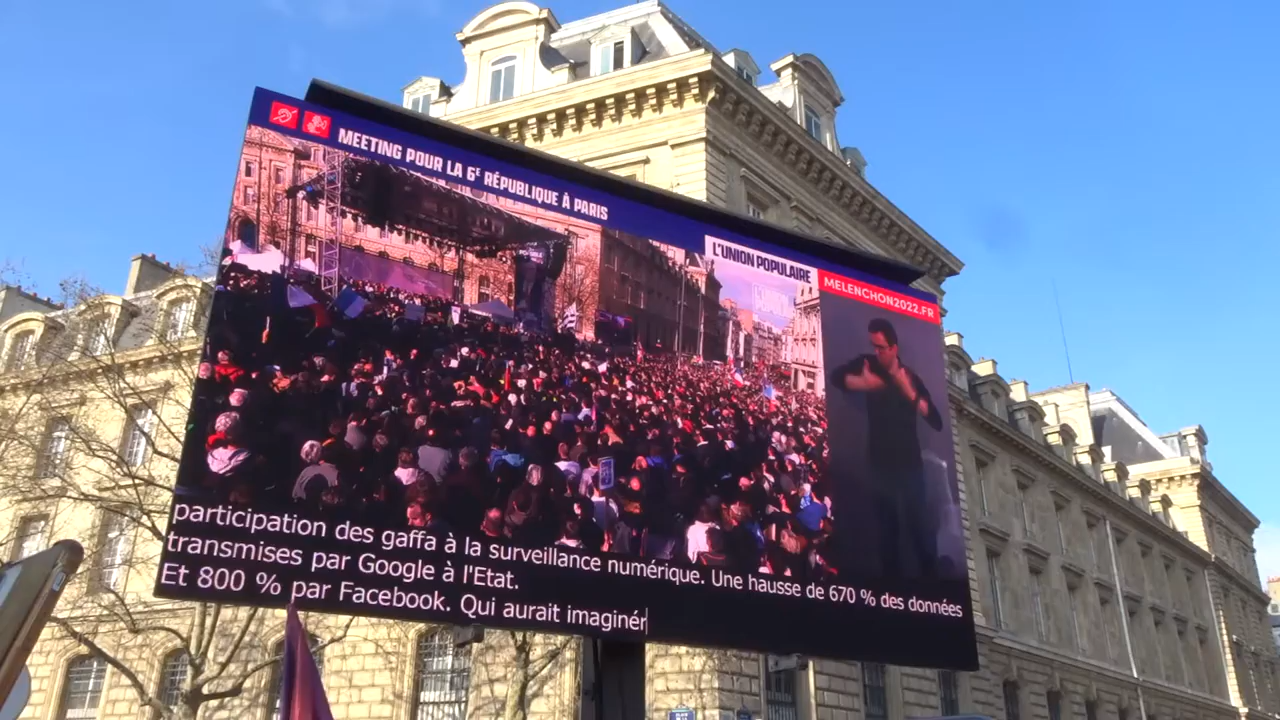 MEETING POUR LA 6E RÉPUBLIQUE À PARIS
L'UNION POPULAIRE
MELENCHON2022.FR
participation des gaffa à la surveillance numérique. Une hausse de 670 % des données
transmises par Google à l'Etat.
Et 800 % par Facebook. Qui aurait imaginér